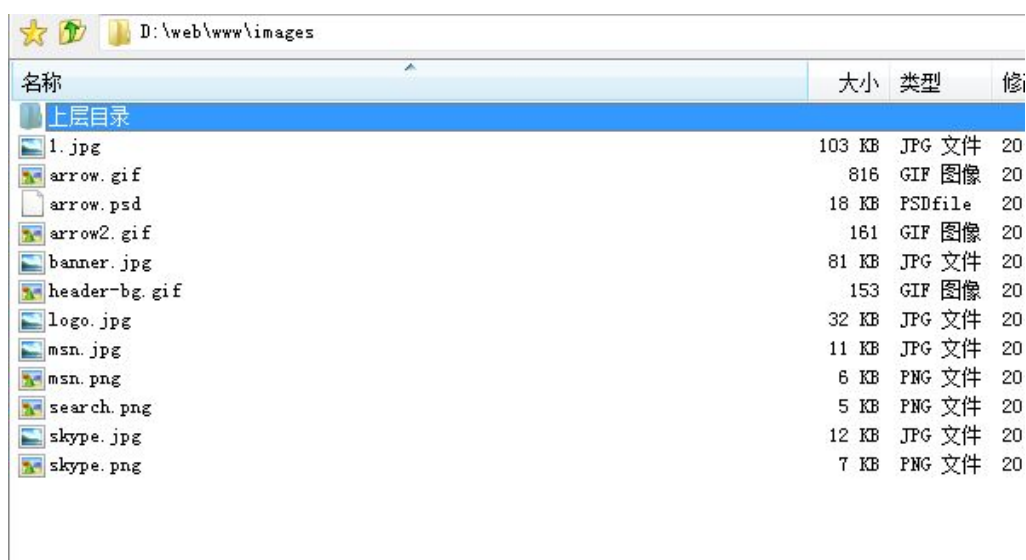 D:\web\www\images
名称 大小 类型 修
上层目录
1.jpg 103 KB JPG 文件 20
arrow.gif 816 GIF 图像 20
arrow.psd 18 KB PSDfile 20
arrow2.gif 161 GIF 图像 20
banner.jpg 81 KB JPG 文件 20
header-bg.gif 153 GIF 图像 20
logo.jpg 32 KB JPG 文件 20
msn.jpg 11 KB JPG 文件 20
msn.png 6 KB PNG 文件 20
search.png 5 KB PNG 文件 20
skype.jpg 12 KB JPG 文件 20
skype.png 7 KB PNG 文件 20